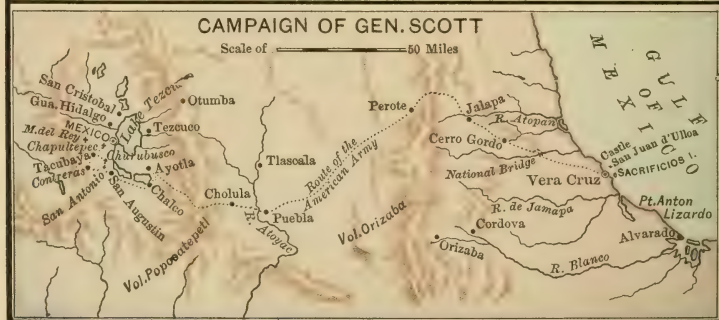 CAMPAIGN OF GEN. SCOTT
Scale of 50 Miles
GULF
OF
MEXICO
San Cristobal
Gua. Hidalgo
MEXICO
M. del Rey
Chapultepec
Tacubaya
Contreras
San Antonio
San Augustin
Churubusco
Lake Tezcuco
Otumba
Tezcuco
Ayotla
Chalco
Vol. Popocatepetl
Tlascala
Cholula
Puebla
R. Atoyac
Route of the
American Army
Perote
Jalapa
R. Atopan
Cerro Gordo
National Bridge
Vera Cruz
Castle
San Juan d'Ulloa
SACRIFICIOS I.
Pt. Anton
Lizardo
R. de Jamapa
Vol. Orizaba
Cordova
Orizaba
R. Blanco
Alvarado